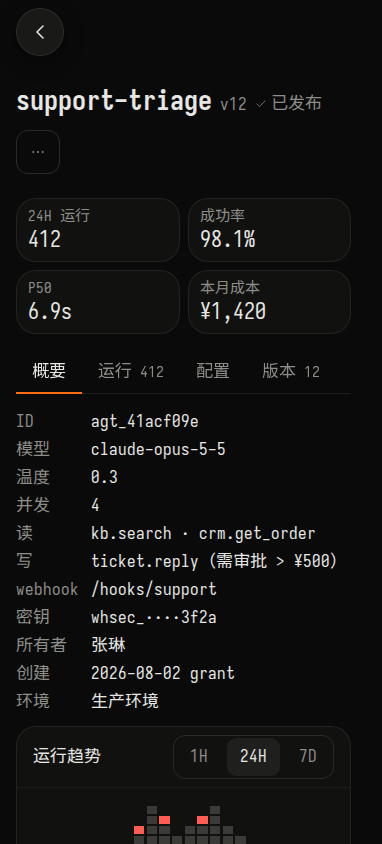 support-triage v12 ✓ 已发布
···
24H 运行
412
成功率
98.1%
P50
6.9s
本月成本
¥1,420
概要 运行 412 配置 版本 12
ID agt_41acf09e
模型 claude-opus-5-5
温度 0.3
并发 4
读 kb.search · crm.get_order
写 ticket.reply (需审批 > ¥500)
webhook /hooks/support
密钥 whsec_····3f2a
所有者 张琳
创建 2026-08-02 grant
环境 生产环境
运行趋势 1H 24H 7D